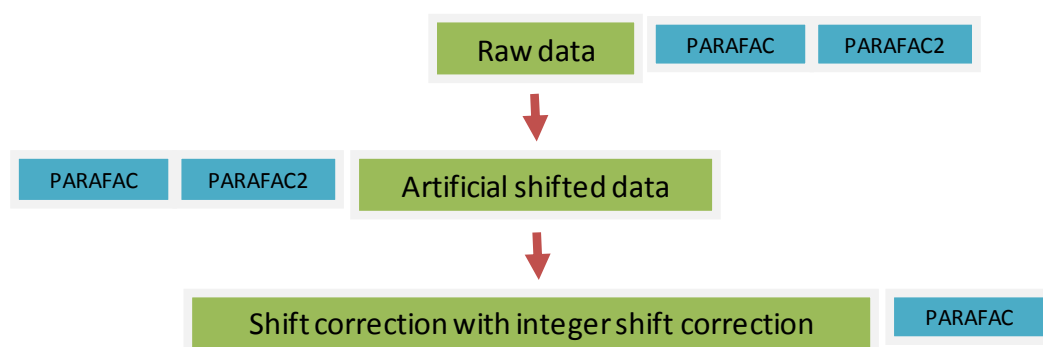 Raw data
PARAFAC
PARAFAC2
PARAFAC
PARAFAC2
Artificial shifted data
Shift correction with integer shift correction
PARAFAC